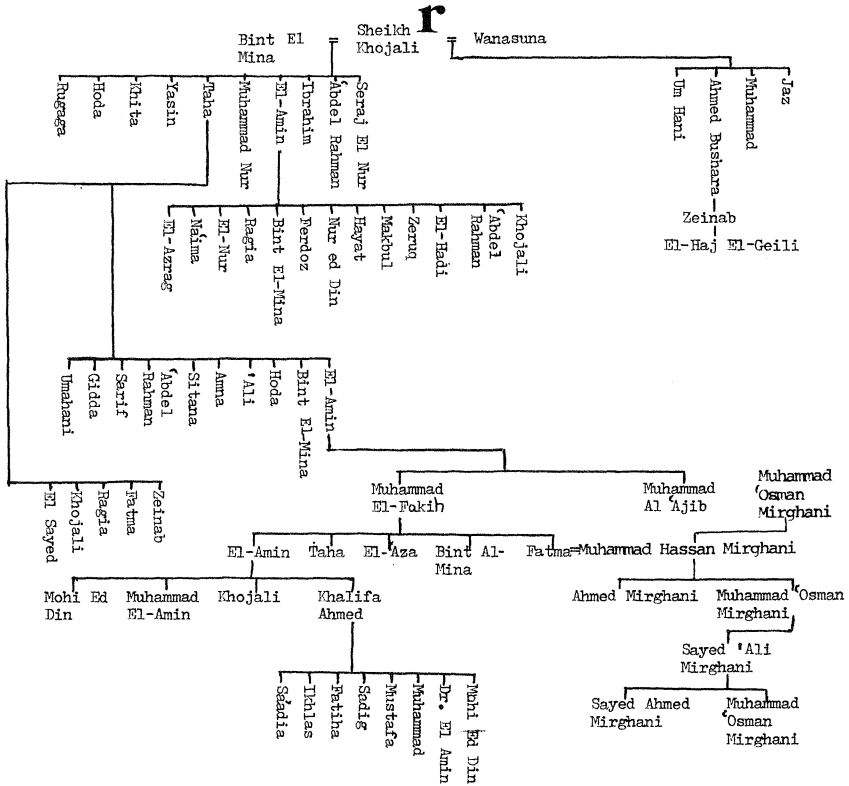 r
Bint El Mina = Sheikh Khojali = Wanasuna
Rugaga
Hoda
Khita
Yasin
Taha
Muhammad Nur
El-Amin
Ibrahim
'Abdel Rahman
Seraj El Nur
Um Hani
Ahmed Bushara
Muhammad
Jaz
Zeinab
El-Haj El-Geili
El-Azrag
Na'ima
El-Nur
Ragia
Bint El-Mina
Ferdoz
Nur ed Din
Hayat
Makbul
Zeruq
El-Hadi
'Abdel Rahman
Khojali
Umahani
Gidda
Sarif
'Abdel Rahman
Sitana
Amna
'Ali
Hoda
Bint El-Mina
El-Amin
El Sayed
Khojali
Ragia
Fatma
Zeinab
Muhammad El-Fakih
Muhammad Al 'Ajib
Muhammad 'Osman Mirghani
El-Amin
Taha
El-'Aza
Bint Al-Mina
Fatma=Muhammad Hassan Mirghani
Mohi Ed Din
Muhammad El-Amin
Khojali
Khalifa Ahmed
Ahmed Mirghani
Muhammad 'Osman Mirghani
Sayed 'Ali Mirghani
Sayed Ahmed Mirghani
Muhammad 'Osman Mirghani
Sa'adia
Ikhlas
Fatiha
Sadig
Mustafa
Muhammad
Dr. El Amin
Mohi Ed Din